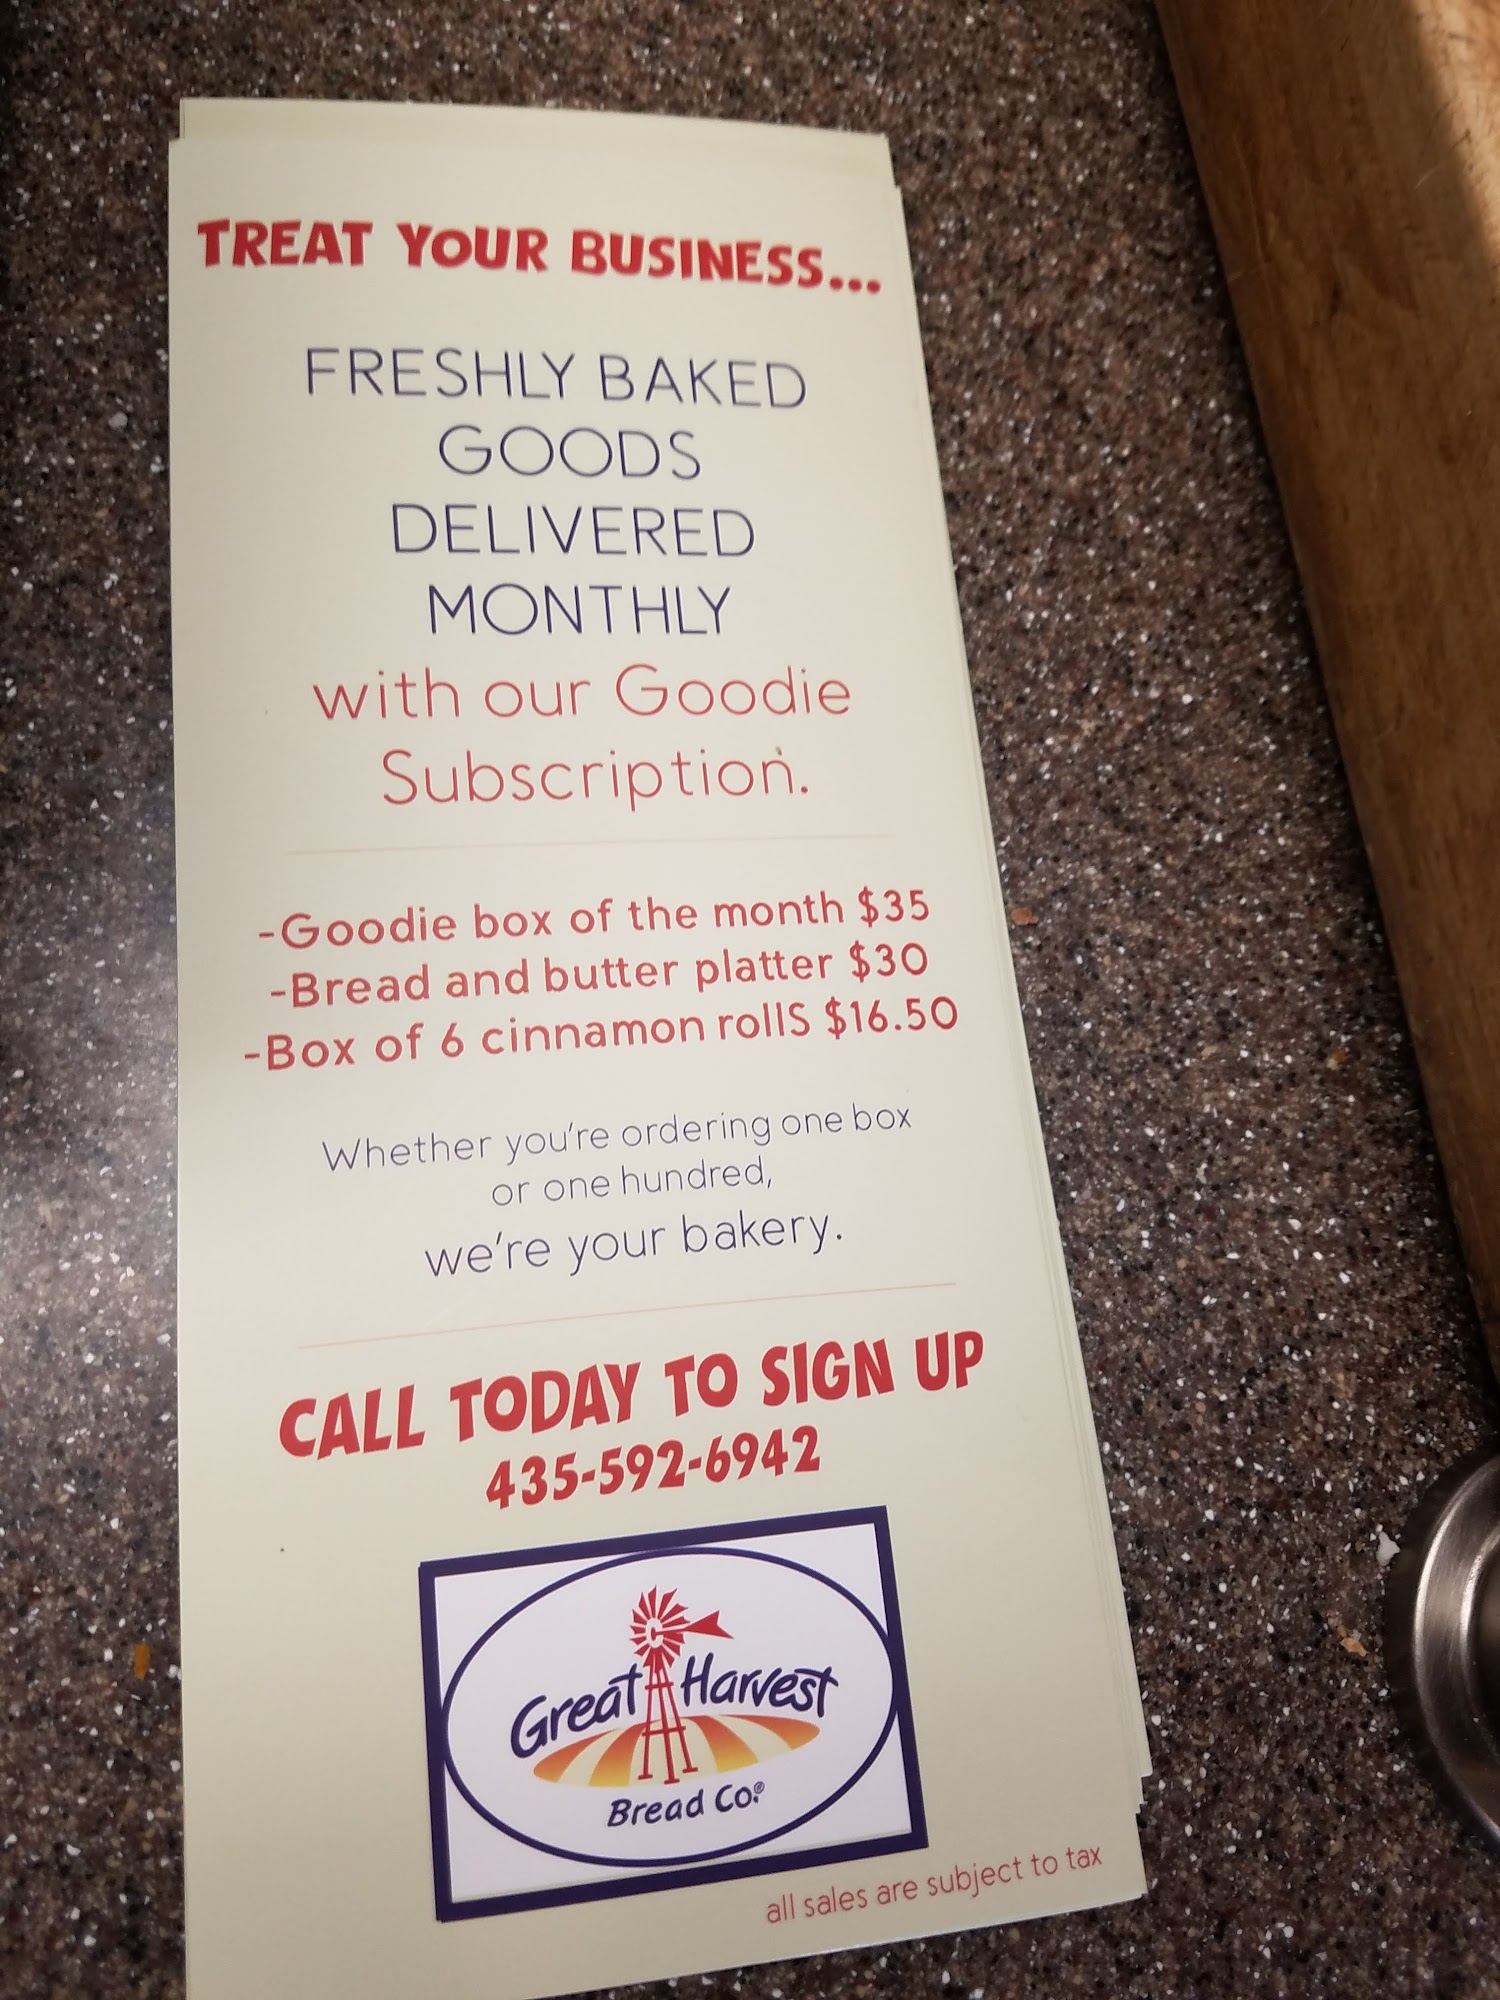 TREAT YOUR BUSINESS...
FRESHLY BAKED
GOODS
DELIVERED
MONTHLY
with our Goodie
Subscription.
-Goodie box of the month $35
-Bread and butter platter $30
-Box of 6 cinnamon rollS $16.50
Whether you're ordering one box
or one hundred,
we're your bakery.
CALL TODAY TO SIGN UP
435-592-6942
Great Harvest
Bread Co.®
all sales are subject to tax